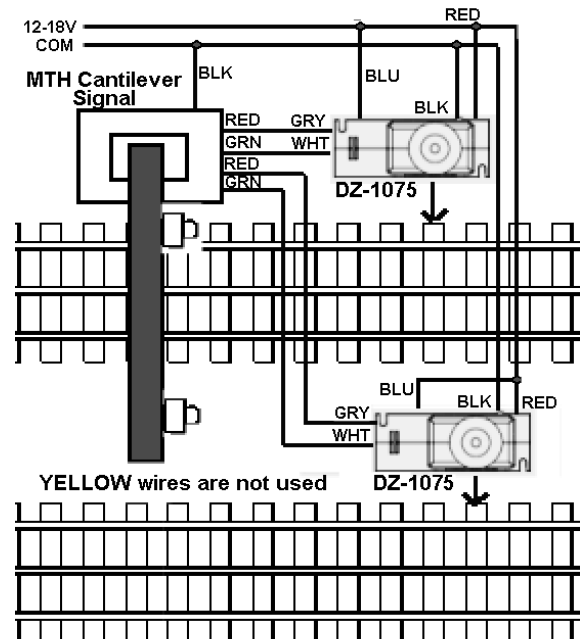 RED
12-18V
COM
BLK
BLU
MTH Cantilever
Signal
BLK
RED
GRY
GRN
WHT
RED
GRN
DZ-1075
BLU
BLK
RED
GRY
WHT
YELLOW wires are not used
DZ-1075